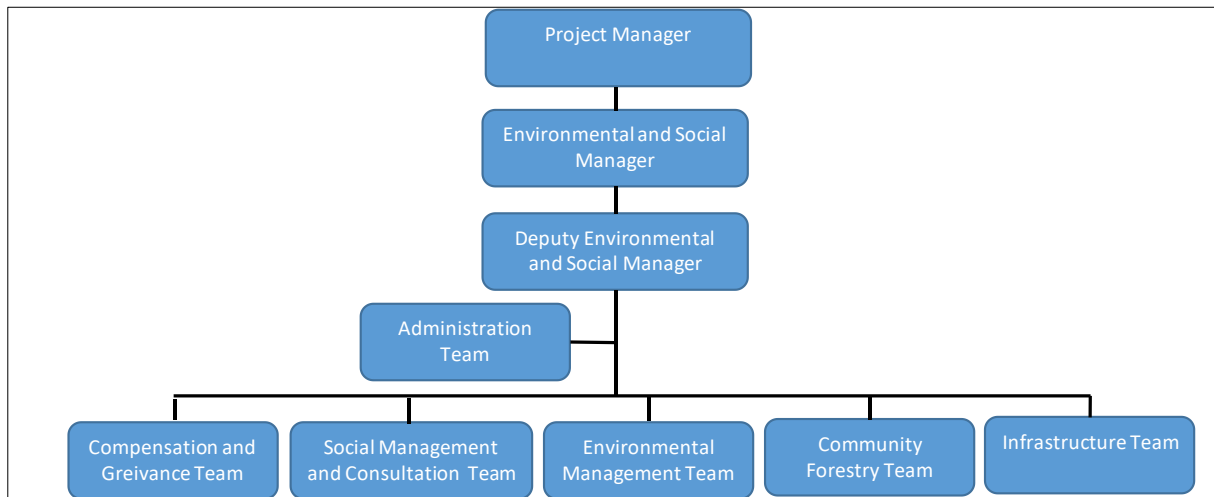 Project Manager
Environmental and Social
Manager
Deputy Environmental
and Social Manager
Administration
Team
Compensation and
Greivance Team
Social Management
and Consultation Team
Environmental
Management Team
Community
Forestry Team
Infrastructure Team